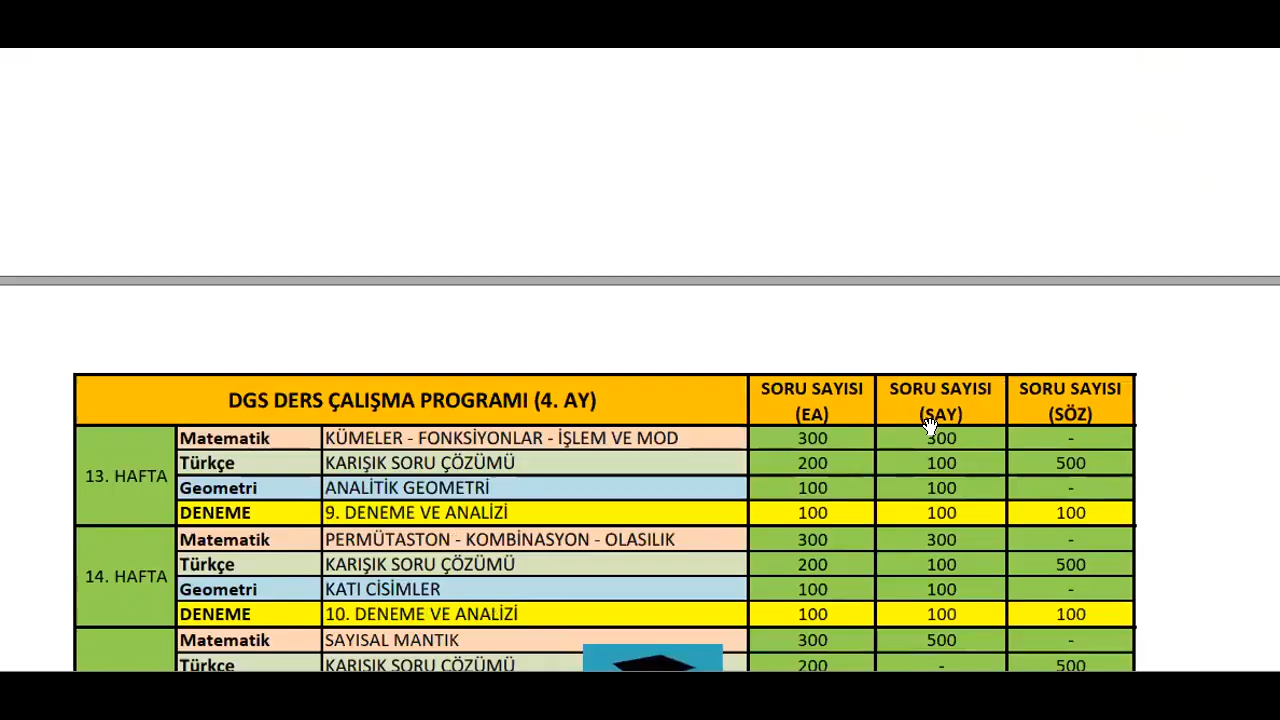 DGS DERS ÇALIŞMA PROGRAMI (4. AY) SORU SAYISI (EA) SORU SAYISI (SAY) SORU SAYISI (SÖZ)
13. HAFTA
Matematik KÜMELER - FONKSİYONLAR - İŞLEM VE MOD 300 300 -
Türkçe KARIŞIK SORU ÇÖZÜMÜ 200 100 500
Geometri ANALİTİK GEOMETRİ 100 100 -
DENEME 9. DENEME VE ANALİZİ 100 100 100
14. HAFTA
Matematik PERMÜTASTON - KOMBİNASYON - OLASILIK 300 300 -
Türkçe KARIŞIK SORU ÇÖZÜMÜ 200 100 500
Geometri KATI CİSİMLER 100 100 -
DENEME 10. DENEME VE ANALİZİ 100 100 100
Matematik SAYISAL MANTIK 300 500 -
Türkçe KARIŞIK SORU ÇÖZÜMÜ 200 - 500